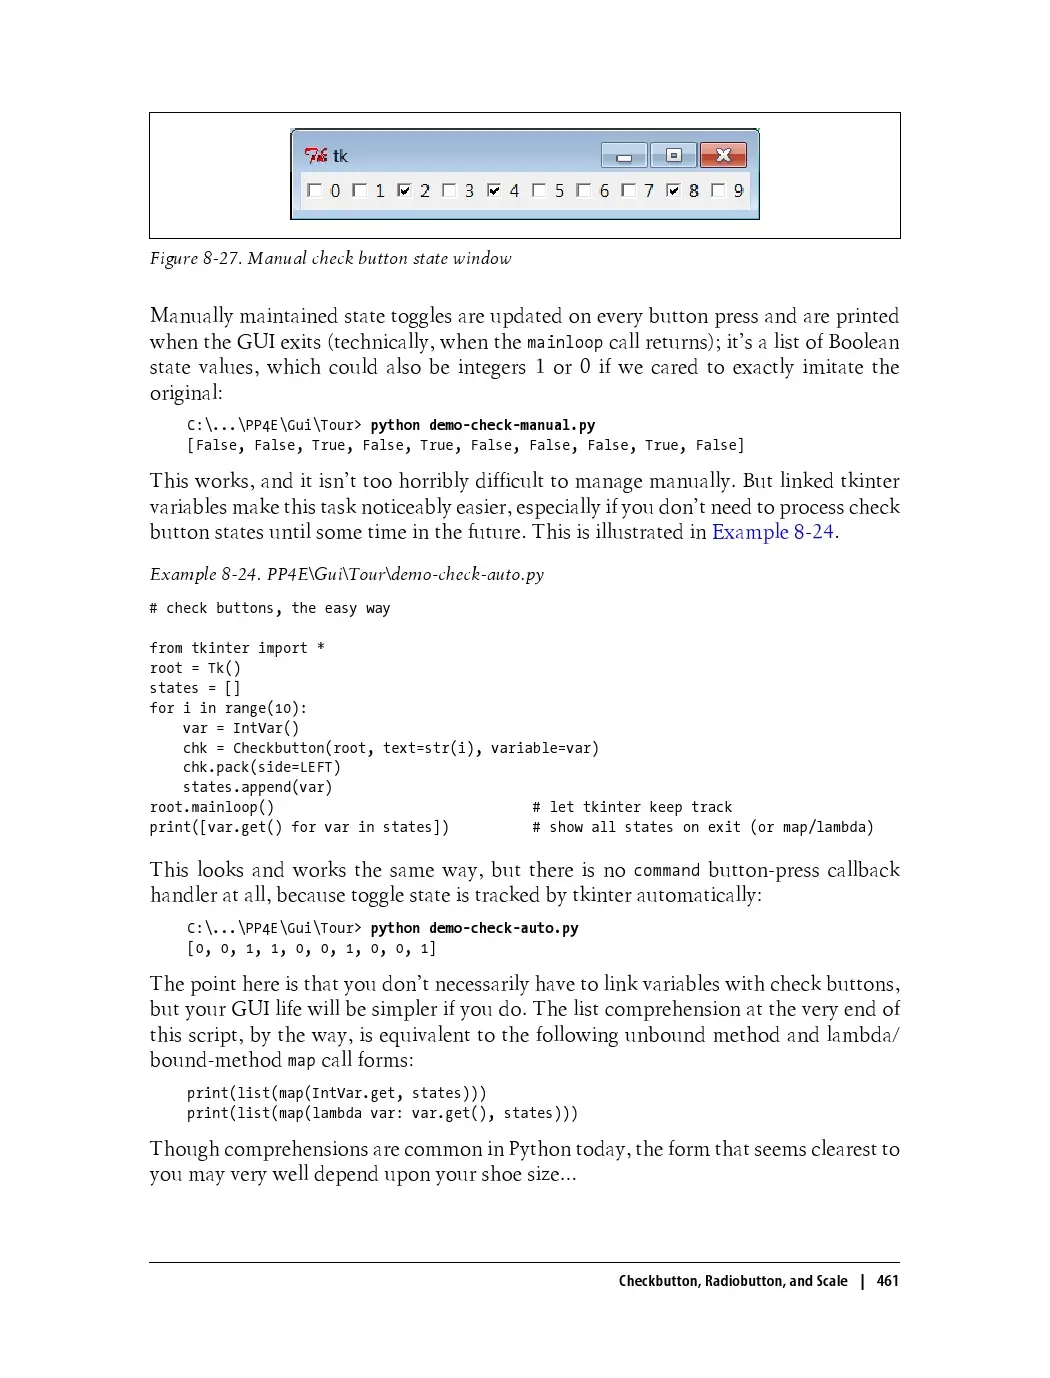 tk
0 1 2 3 4 5 6 7 8 9
Figure 8-27. Manual check button state window
Manually maintained state toggles are updated on every button press and are printed
when the GUI exits (technically, when the mainloop call returns); it’s a list of Boolean
state values, which could also be integers 1 or 0 if we cared to exactly imitate the
original:
C:\...\PP4E\Gui\Tour> python demo-check-manual.py
[False, False, True, False, True, False, False, False, True, False]
This works, and it isn’t too horribly difficult to manage manually. But linked tkinter
variables make this task noticeably easier, especially if you don’t need to process check
button states until some time in the future. This is illustrated in Example 8-24.
Example 8-24. PP4E\Gui\Tour\demo-check-auto.py
# check buttons, the easy way
from tkinter import *
root = Tk()
states = []
for i in range(10):
    var = IntVar()
    chk = Checkbutton(root, text=str(i), variable=var)
    chk.pack(side=LEFT)
    states.append(var)
root.mainloop() # let tkinter keep track
print([var.get() for var in states]) # show all states on exit (or map/lambda)
This looks and works the same way, but there is no command button-press callback
handler at all, because toggle state is tracked by tkinter automatically:
C:\...\PP4E\Gui\Tour> python demo-check-auto.py
[0, 0, 1, 1, 0, 0, 1, 0, 0, 1]
The point here is that you don’t necessarily have to link variables with check buttons,
but your GUI life will be simpler if you do. The list comprehension at the very end of
this script, by the way, is equivalent to the following unbound method and lambda/
bound-method map call forms:
print(list(map(IntVar.get, states)))
print(list(map(lambda var: var.get(), states)))
Though comprehensions are common in Python today, the form that seems clearest to
you may very well depend upon your shoe size...
Checkbutton, Radiobutton, and Scale | 461